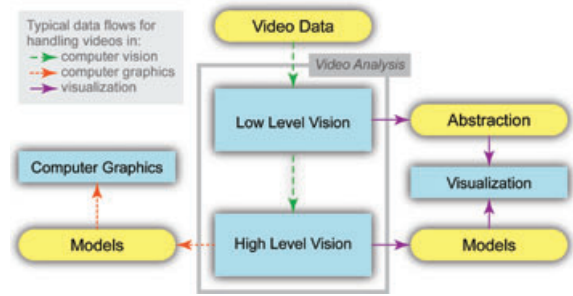 Typical data flows for
handling videos in:
computer vision
computer graphics
visualization
Video Data
Video Analysis
Low Level Vision
Abstraction
Computer Graphics
Visualization
Models
High Level Vision
Models